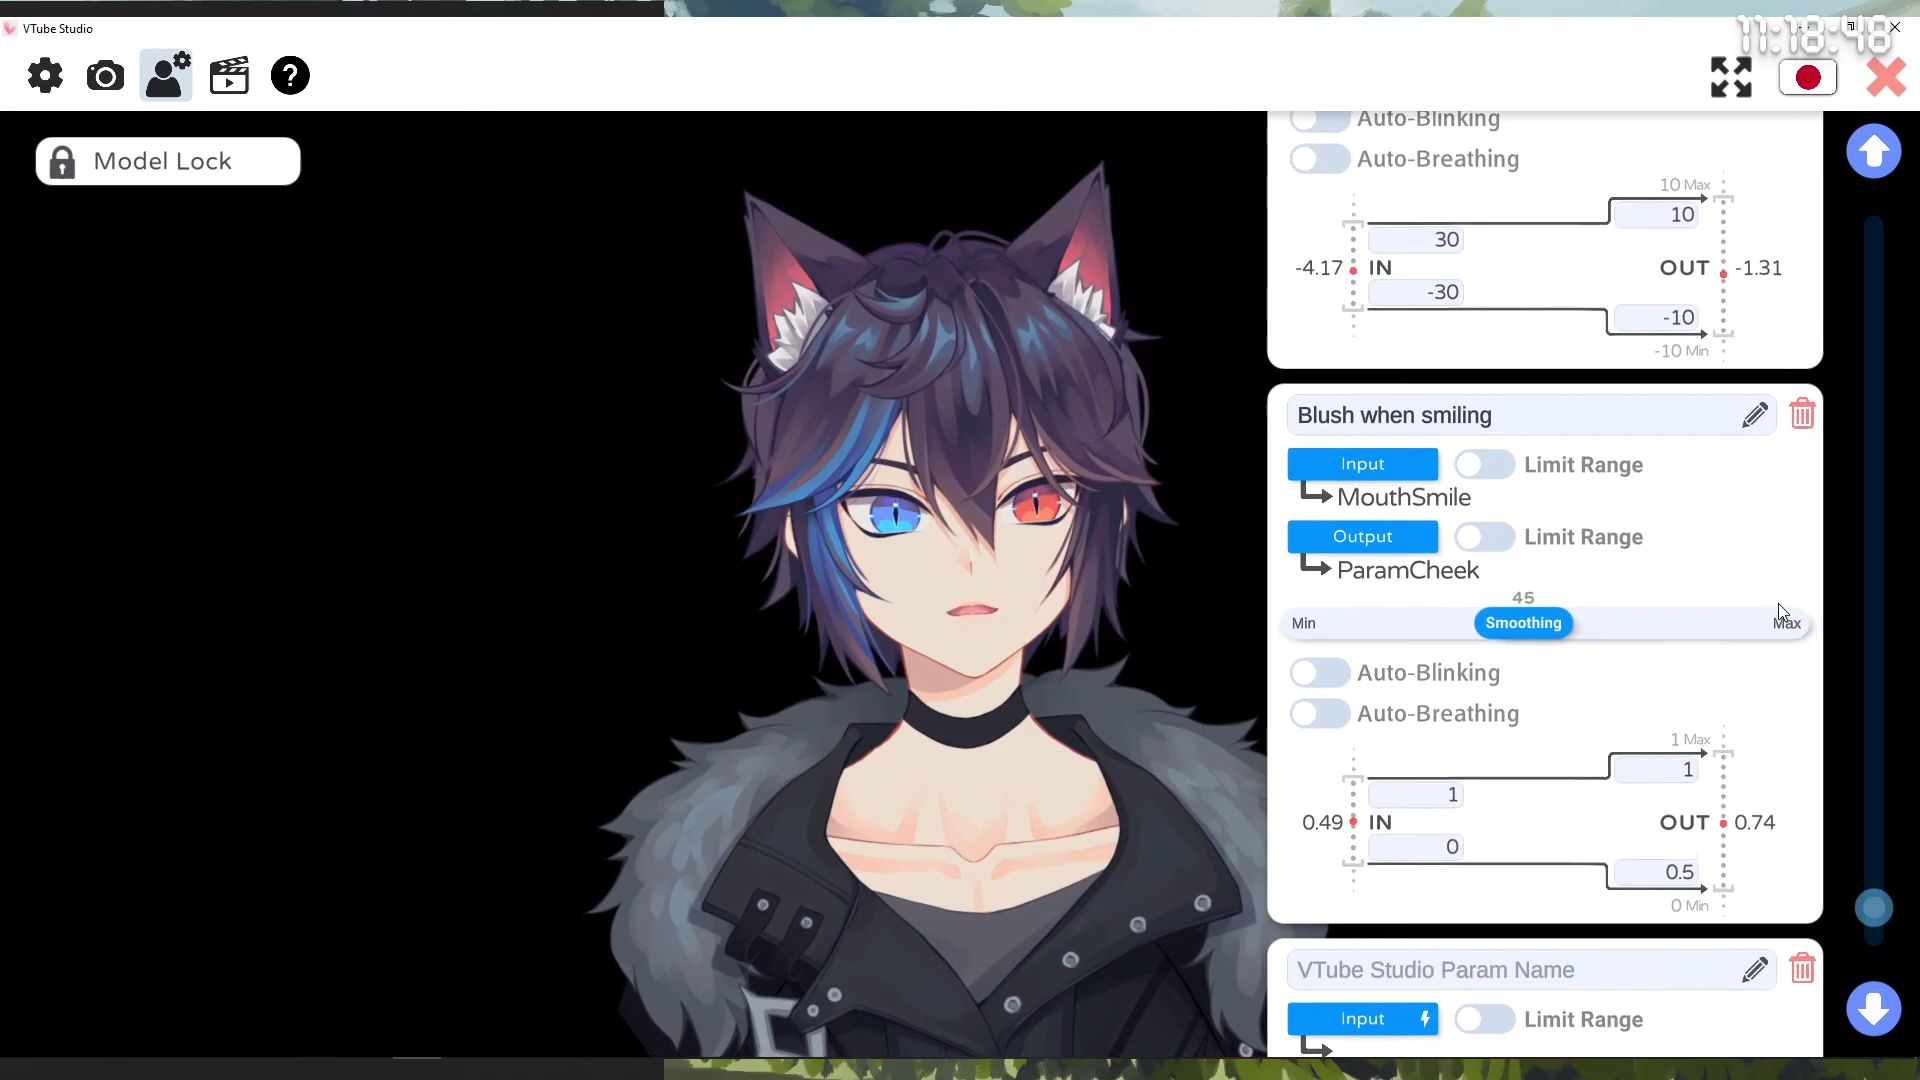 VTube Studio
11:18:48
?
Model Lock
Auto-Blinking
Auto-Breathing
10 Max
10
30
-4.17 IN OUT -1.31
-30
-10
-10 Min
Blush when smiling
Input Limit Range
MouthSmile
Output Limit Range
ParamCheek
45
Min Smoothing Max
Auto-Blinking
Auto-Breathing
1 Max
1
1
0.49 IN OUT 0.74
0
0.5
0 Min
VTube Studio Param Name
Input Limit Range